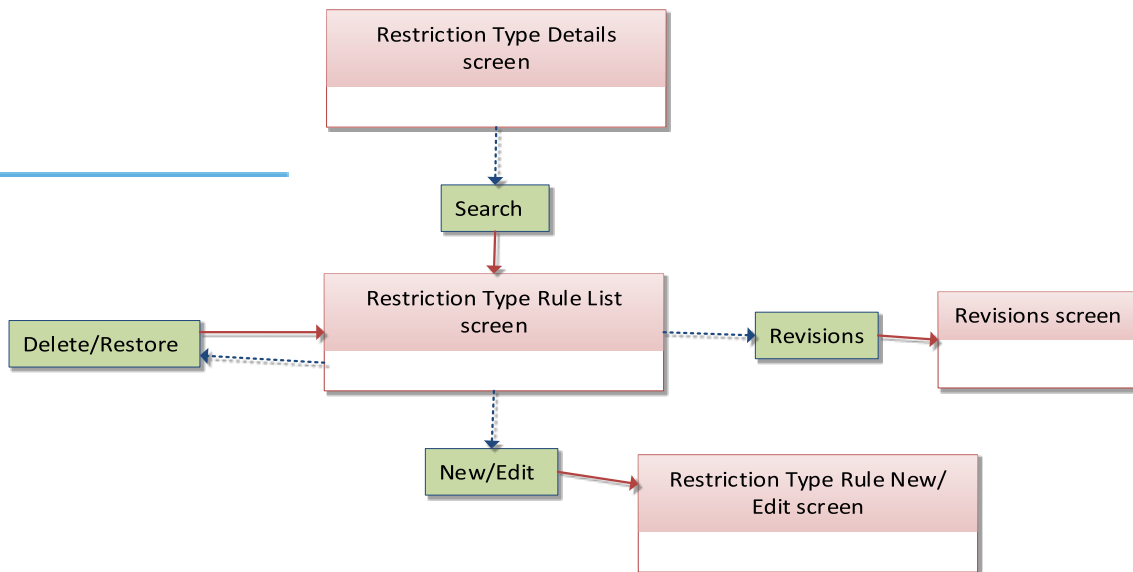 Restriction Type Details
screen
Search
Restriction Type Rule List
screen
Delete/Restore
Revisions
Revisions screen
New/Edit
Restriction Type Rule New/
Edit screen